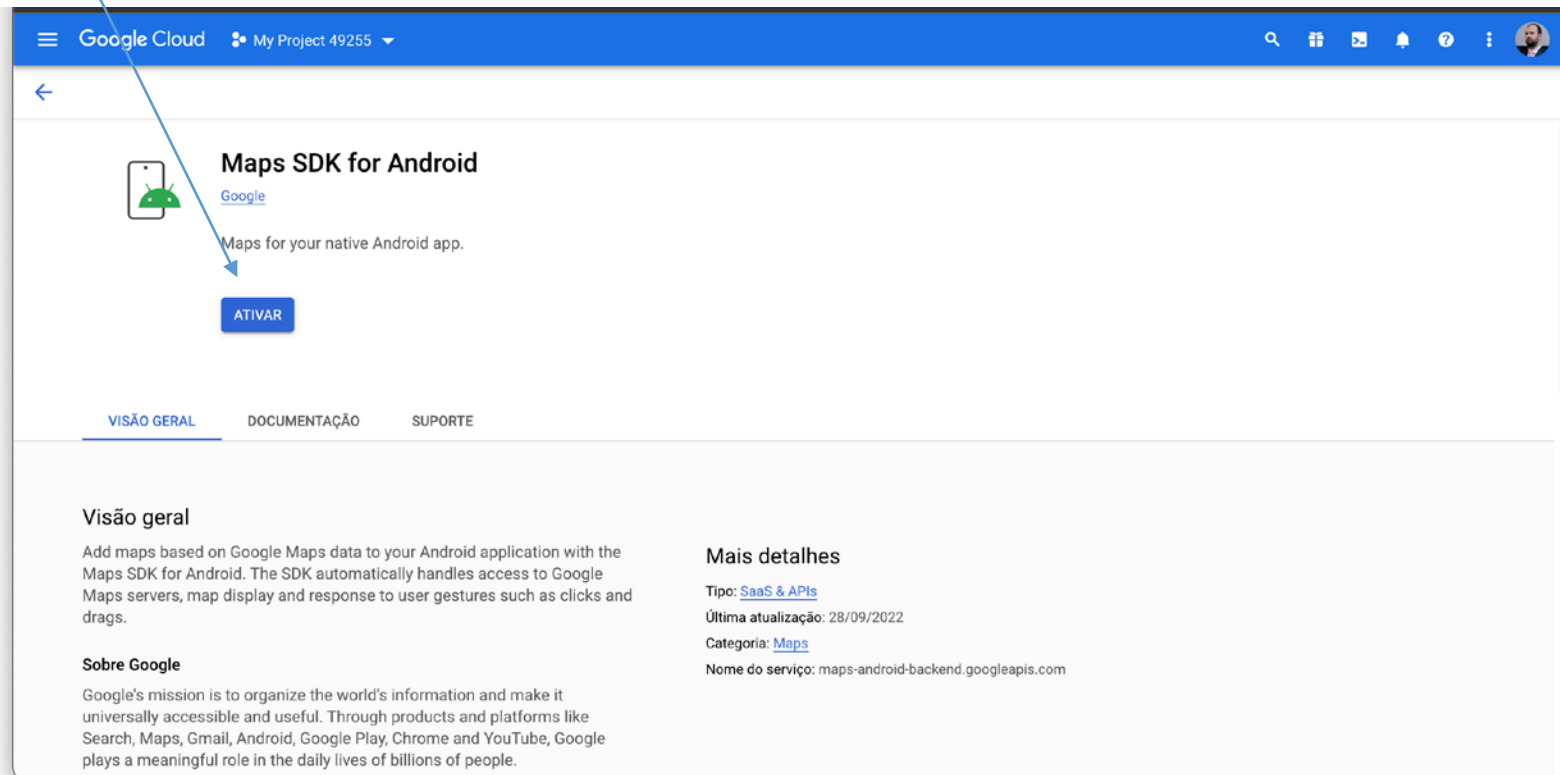 Google Cloud My Project 49255
Maps SDK for Android
Google
Maps for your native Android app.
ATIVAR
VISÃO GERAL DOCUMENTAÇÃO SUPORTE
Visão geral
Add maps based on Google Maps data to your Android application with the
Maps SDK for Android. The SDK automatically handles access to Google
Maps servers, map display and response to user gestures such as clicks and
drags.
Sobre Google
Google's mission is to organize the world's information and make it
universally accessible and useful. Through products and platforms like
Search, Maps, Gmail, Android, Google Play, Chrome and YouTube, Google
plays a meaningful role in the daily lives of billions of people.
Mais detalhes
Tipo: SaaS & APIs
Última atualização: 28/09/2022
Categoria: Maps
Nome do serviço: maps-android-backend.googleapis.com